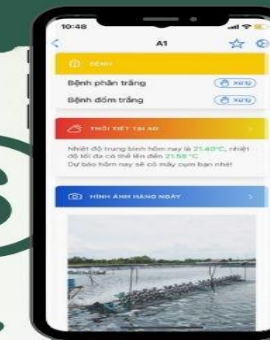 10:48
A1
BỆNH
Bệnh phân trắng
Xử lý
Bệnh đốm trắng
Xử lý
THỜI TIẾT TẠI AO
Nhiệt độ trung bình hôm nay là 21.40°C, nhiệt
độ tối đa có thể lên đến 21.55 °C
Dự báo hôm nay sẽ có mây cụm bạn nhé!
HÌNH ẢNH HÀNG NGÀY